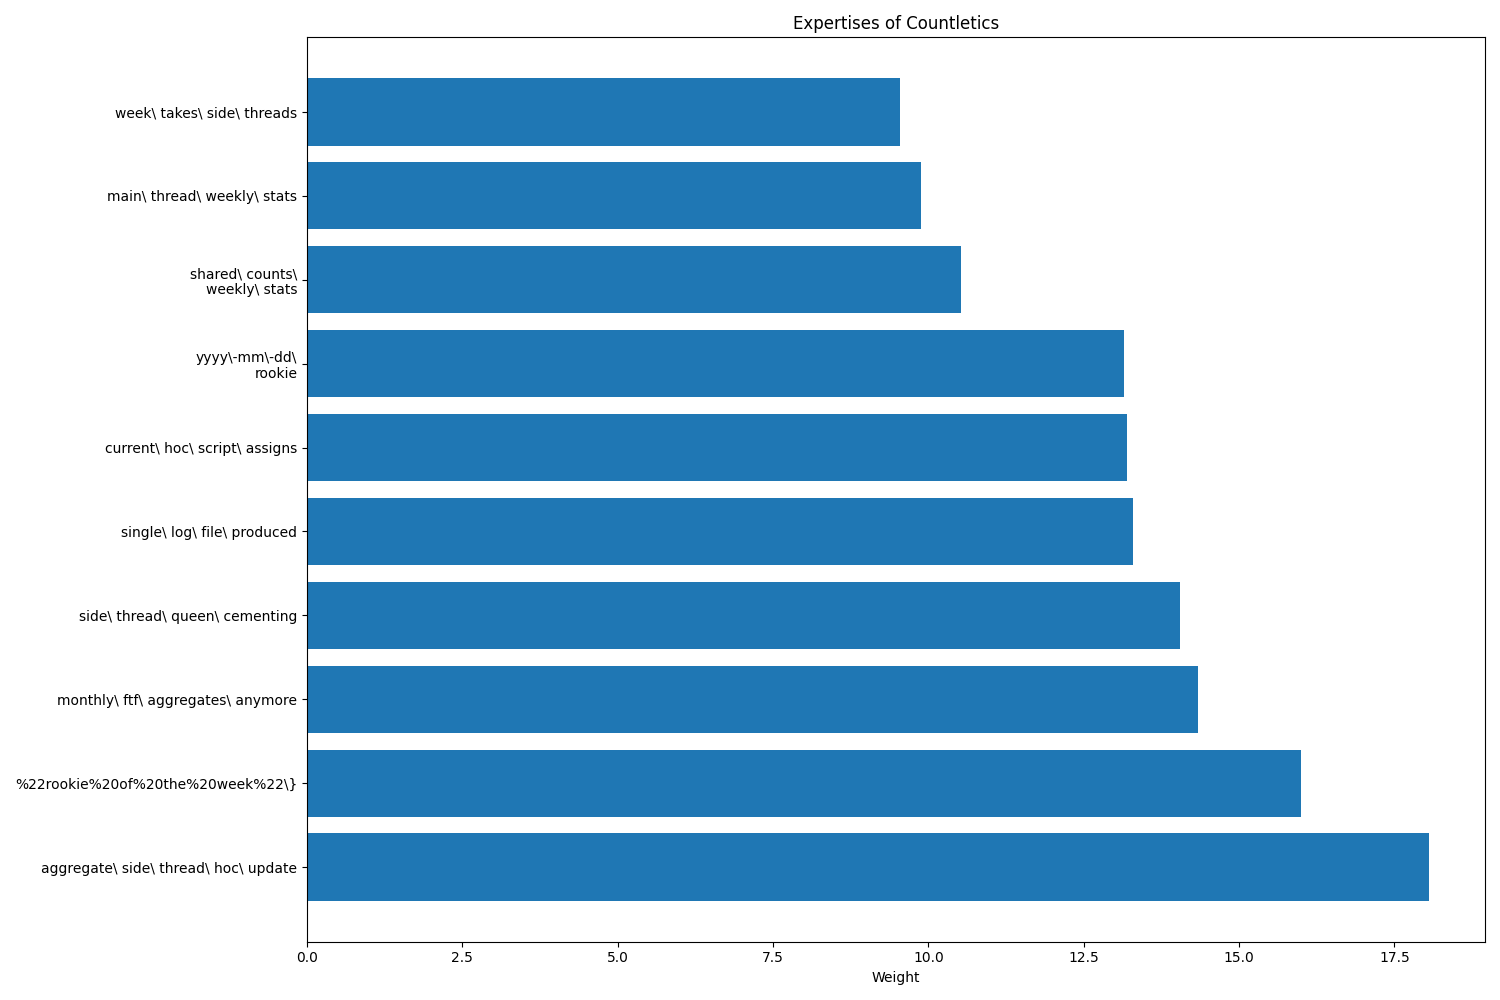 Expertises of Countletics
week\ takes\ side\ threads
main\ thread\ weekly\ stats
shared\ counts\
weekly\ stats
yyyy\-mm\-dd\
rookie
current\ hoc\ script\ assigns
single\ log\ file\ produced
side\ thread\ queen\ cementing
monthly\ ftf\ aggregates\ anymore
%22rookie%20of%20the%20week%22\}
aggregate\ side\ thread\ hoc\ update
0.0 2.5 5.0 7.5 10.0 12.5 15.0 17.5
Weight